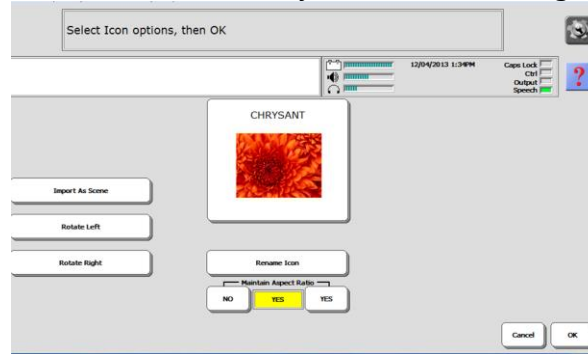 Select Icon options, then OK
12/04/2013 1:34PM
Caps Lock
Ctrl
Output
Speech
?
CHRYSANT
Import As Scene
Rotate Left
Rotate Right
Rename Icon
Maintain Aspect Ratio
NO YES YES
Cancel OK